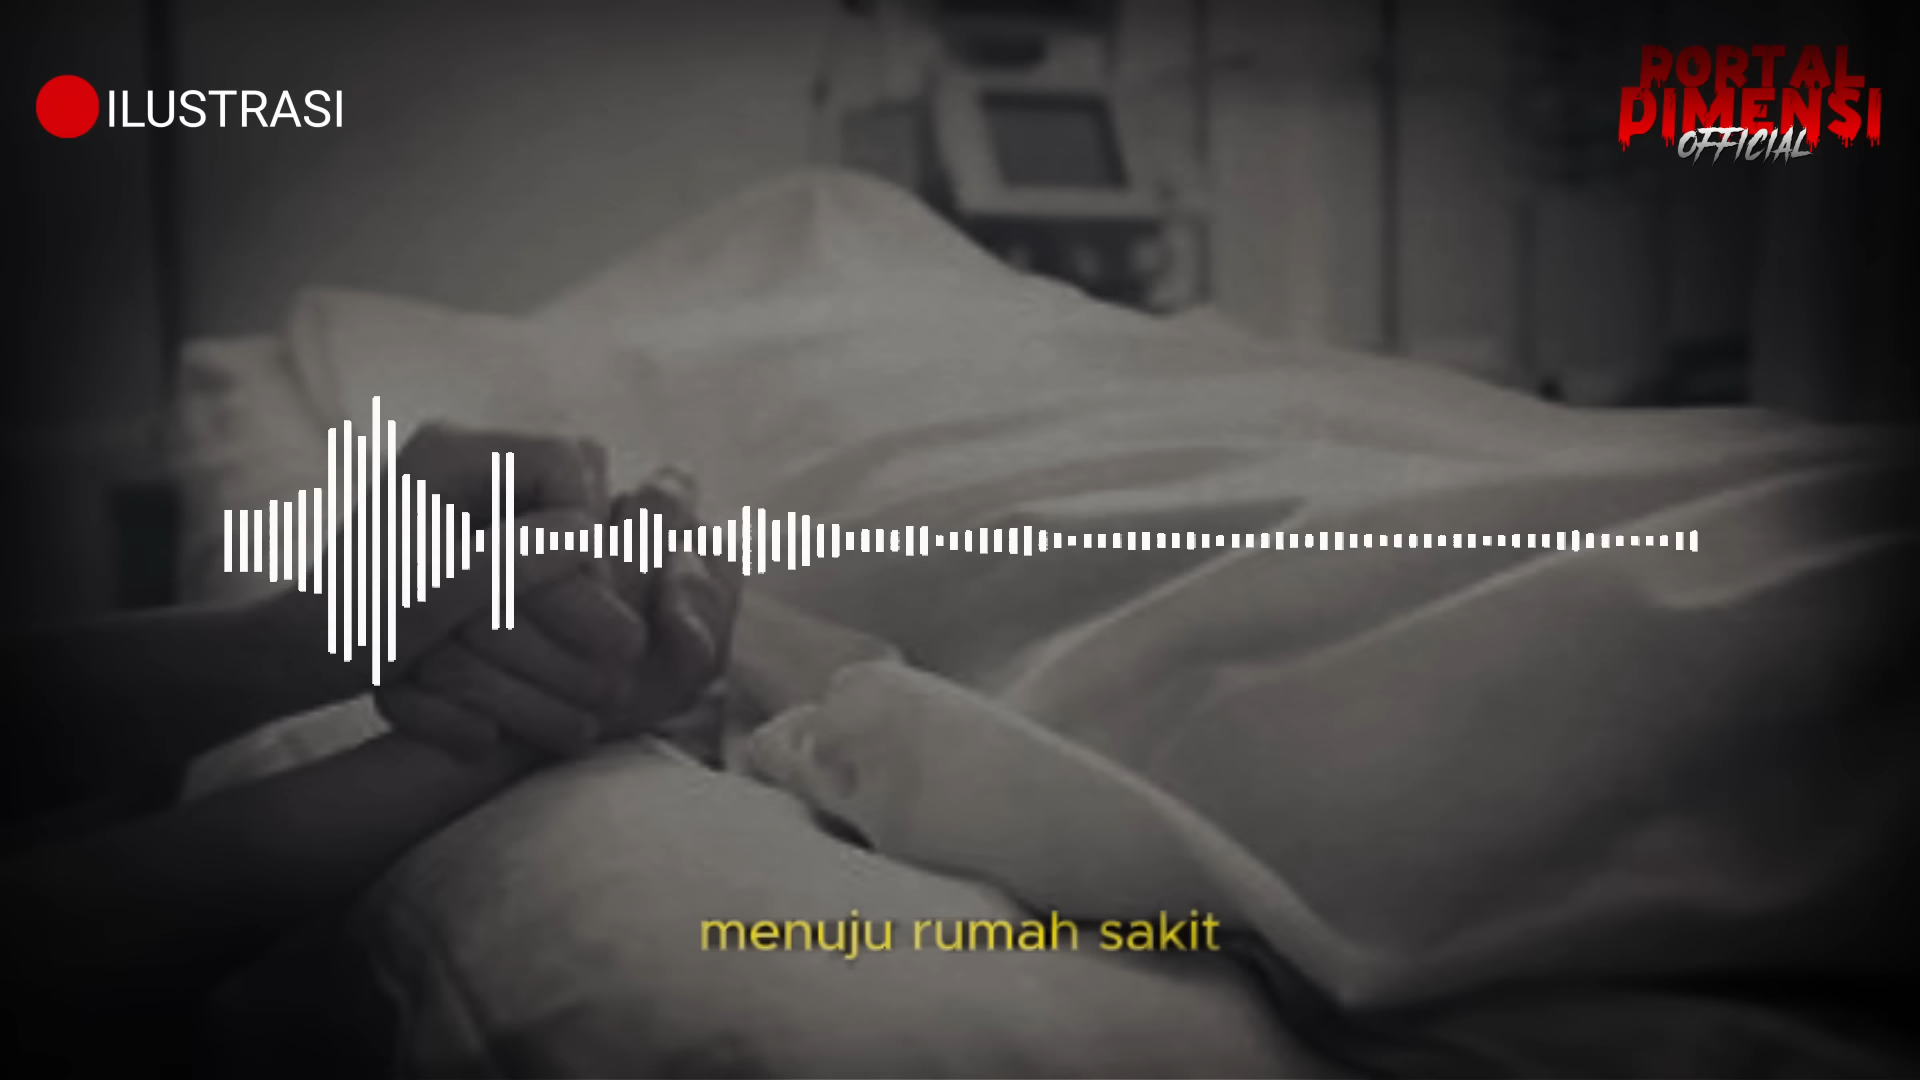 ILUSTRASI
PORTAL
DIMENSI
OFFICIAL
menuju rumah sakit